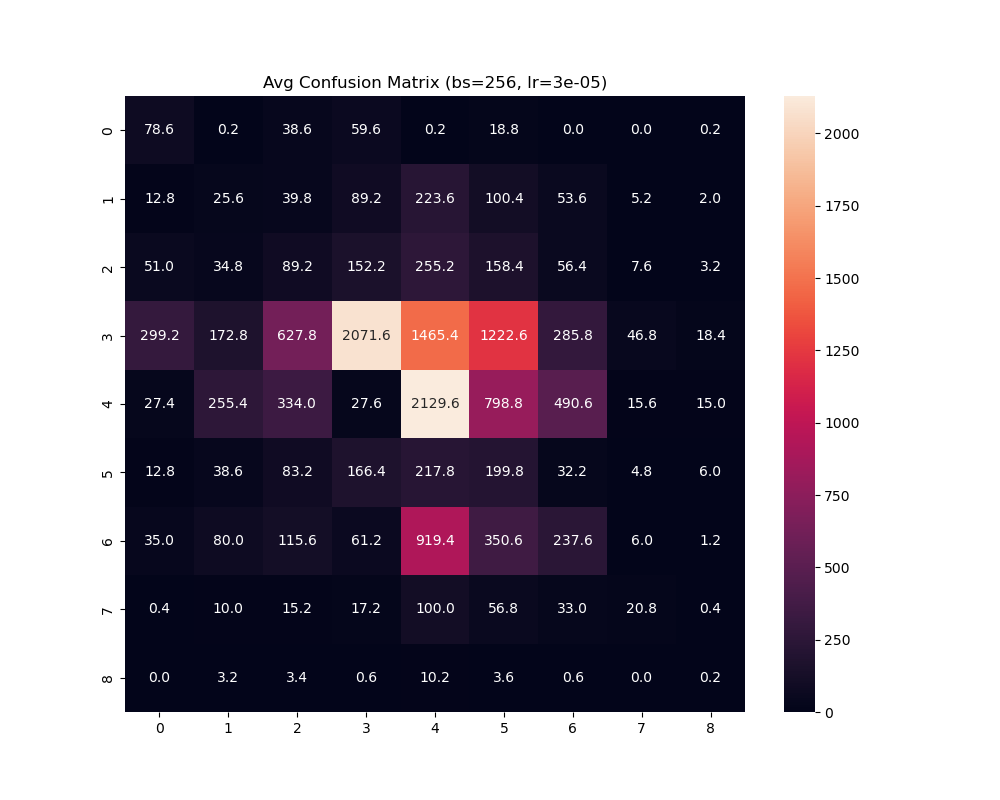 Avg Confusion Matrix (bs=256, lr=3e-05)
0 78.6 0.2 38.6 59.6 0.2 18.8 0.0 0.0 0.2
1 12.8 25.6 39.8 89.2 223.6 100.4 53.6 5.2 2.0
2 51.0 34.8 89.2 152.2 255.2 158.4 56.4 7.6 3.2
3 299.2 172.8 627.8 2071.6 1465.4 1222.6 285.8 46.8 18.4
4 27.4 255.4 334.0 27.6 2129.6 798.8 490.6 15.6 15.0
5 12.8 38.6 83.2 166.4 217.8 199.8 32.2 4.8 6.0
6 35.0 80.0 115.6 61.2 919.4 350.6 237.6 6.0 1.2
7 0.4 10.0 15.2 17.2 100.0 56.8 33.0 20.8 0.4
8 0.0 3.2 3.4 0.6 10.2 3.6 0.6 0.0 0.2
0 1 2 3 4 5 6 7 8
2000
1750
1500
1250
1000
750
500
250
0